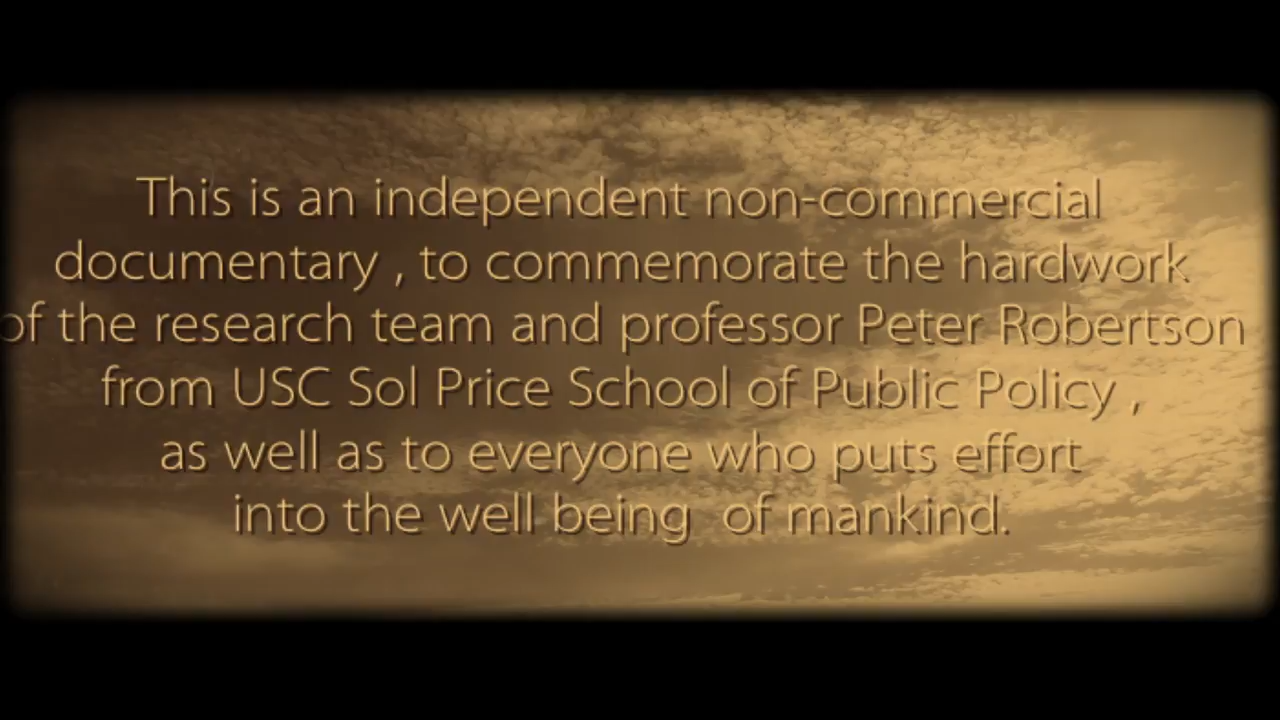 This is an independent non-commercial
documentary , to commemorate the hardwork
of the research team and professor Peter Robertson
from USC Sol Price School of Public Policy ,
as well as to everyone who puts effort
into the well being  of mankind.